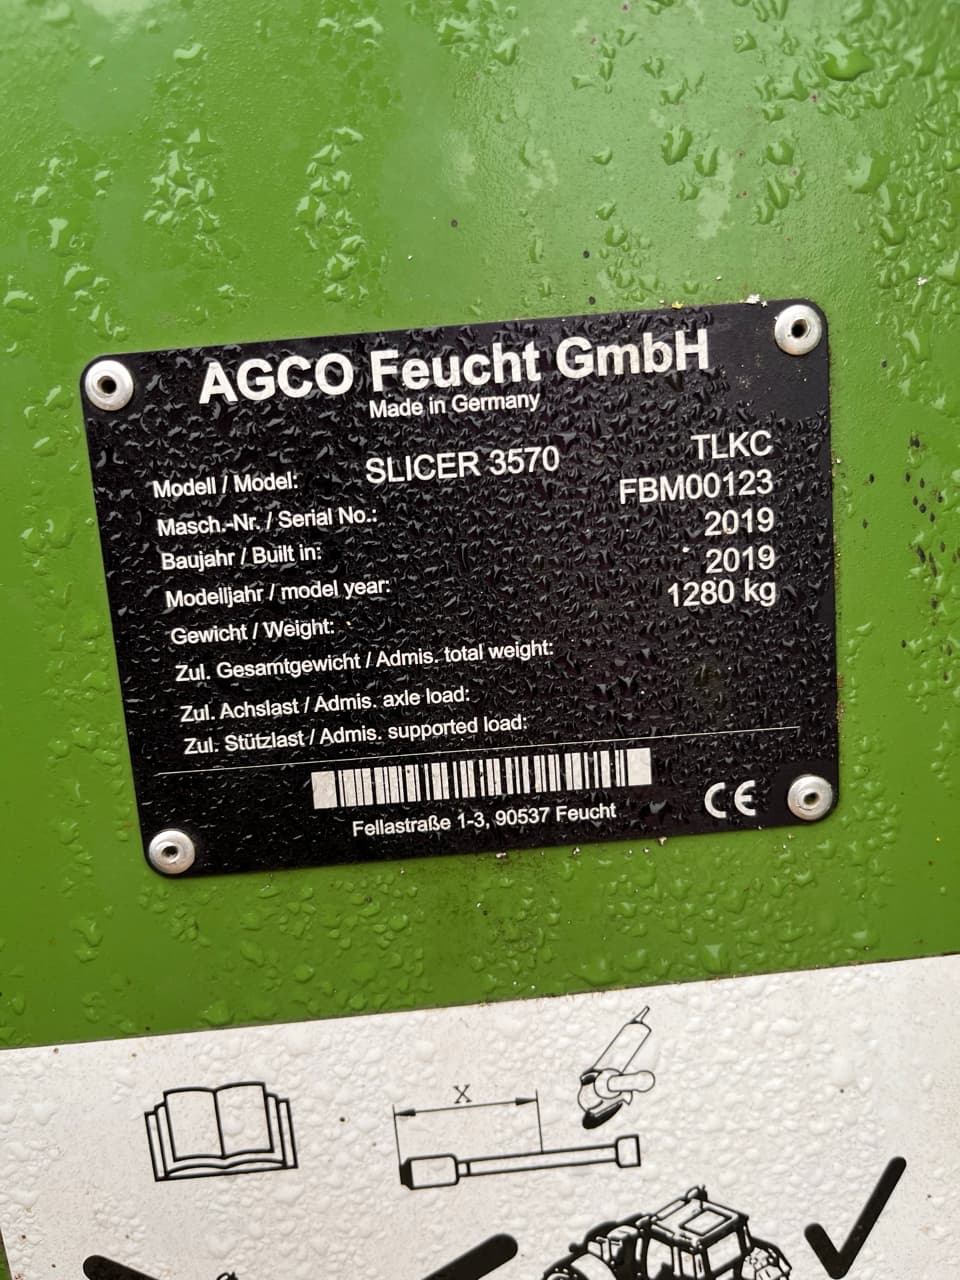 AGCO Feucht GmbH
Made in Germany
Modell / Model: SLICER 3570 TLKC
Masch.-Nr. / Serial No.: FBM00123
Baujahr / Built in: 2019
Modelljahr / model year: 2019
Gewicht / Weight: 1280 kg
Zul. Gesamtgewicht / Admis. total weight:
Zul. Achslast / Admis. axle load:
Zul. Stützlast / Admis. supported load:
Fellastraße 1-3, 90537 Feucht
CE
X